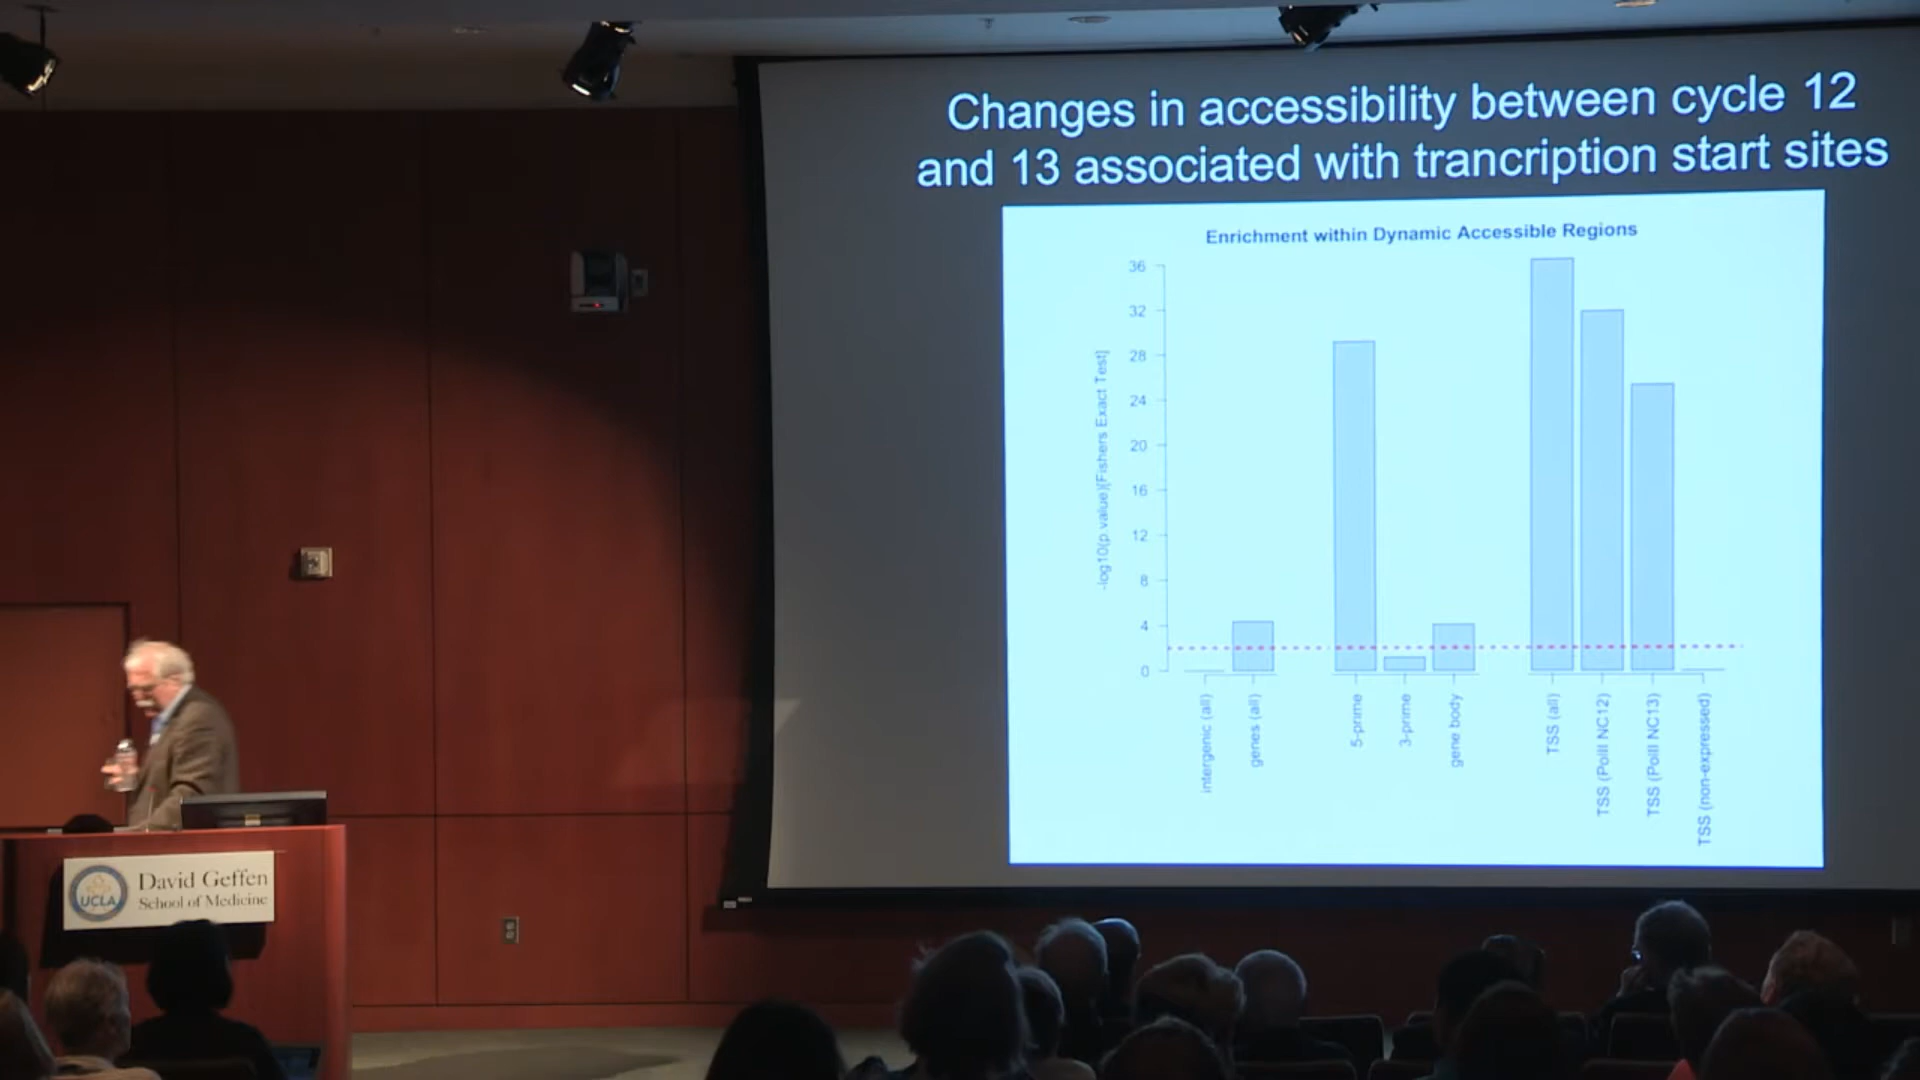 Changes in accessibility between cycle 12
and 13 associated with trancription start sites
Enrichment within Dynamic Accessible Regions
-log10(p.value)[Fishers Exact Test]
36
32
28
24
20
16
12
8
4
0
intergenic (all)
genes (all)
5-prime
3-prime
gene body
TSS (all)
TSS (PolII NC12)
TSS (PolII NC13)
TSS (non-expressed)
UCLA
David Geffen
School of Medicine